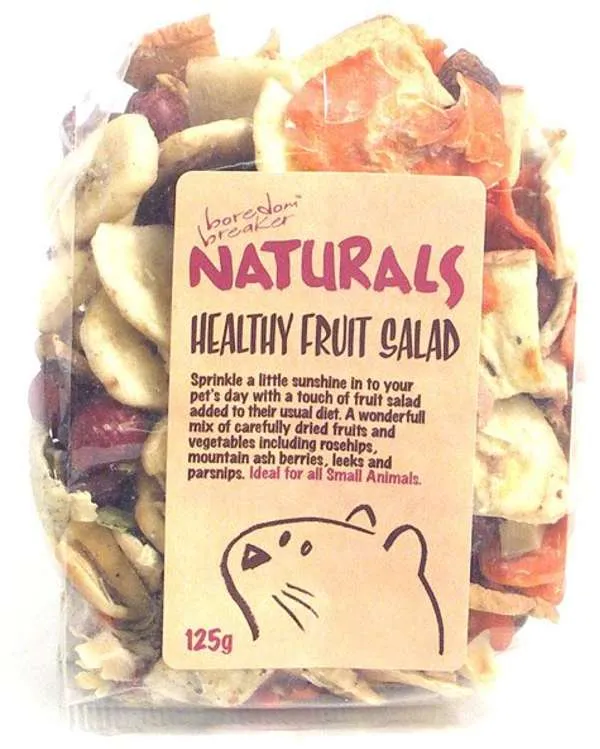 boredom™
breaker
NATURALS
HEALTHY FRUIT SALAD
Sprinkle a little sunshine in to your
pet's day with a touch of fruit salad
added to their usual diet. A wonderfull
mix of carefully dried fruits and
vegetables including rosehips,
mountain ash berries, leeks and
parsnips. Ideal for all Small Animals.
125g